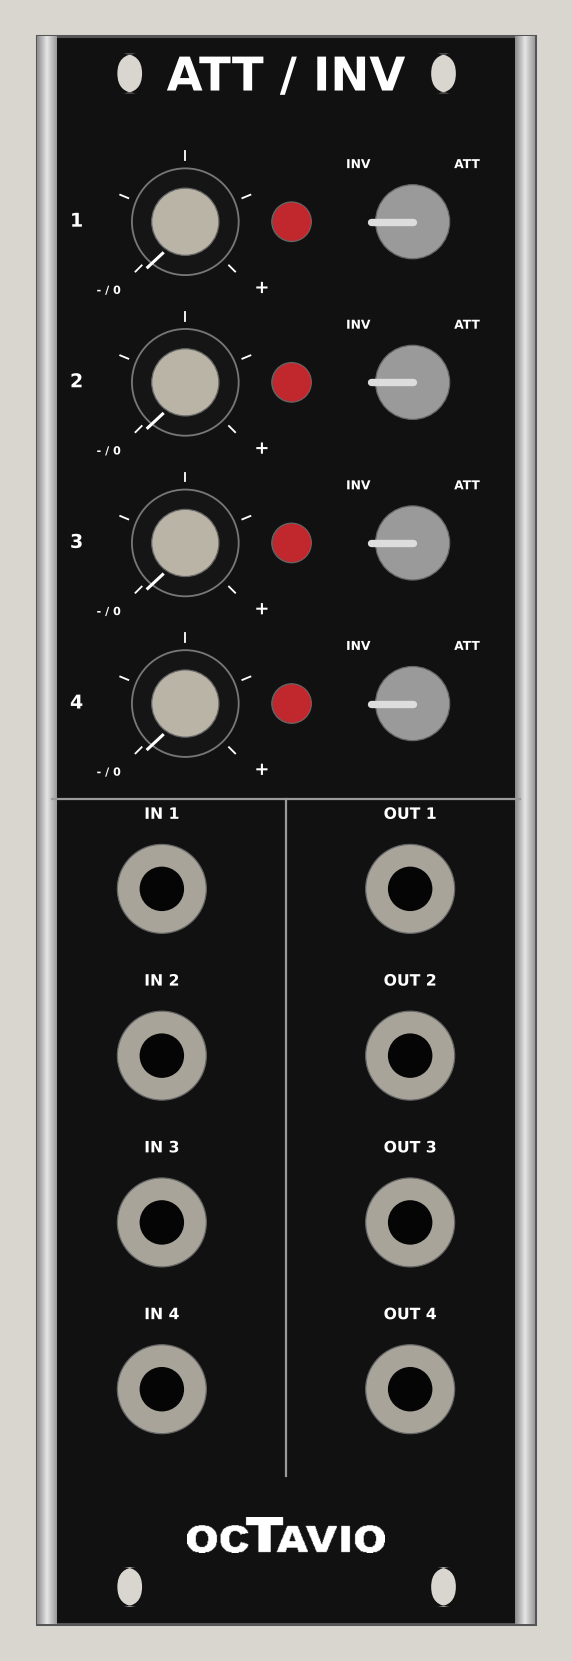 ATT / INV
INV ATT
1
- / 0 +
INV ATT
2
- / 0 +
INV ATT
3
- / 0 +
INV ATT
4
- / 0 +
IN 1 OUT 1
IN 2 OUT 2
IN 3 OUT 3
IN 4 OUT 4
OCTAVIO